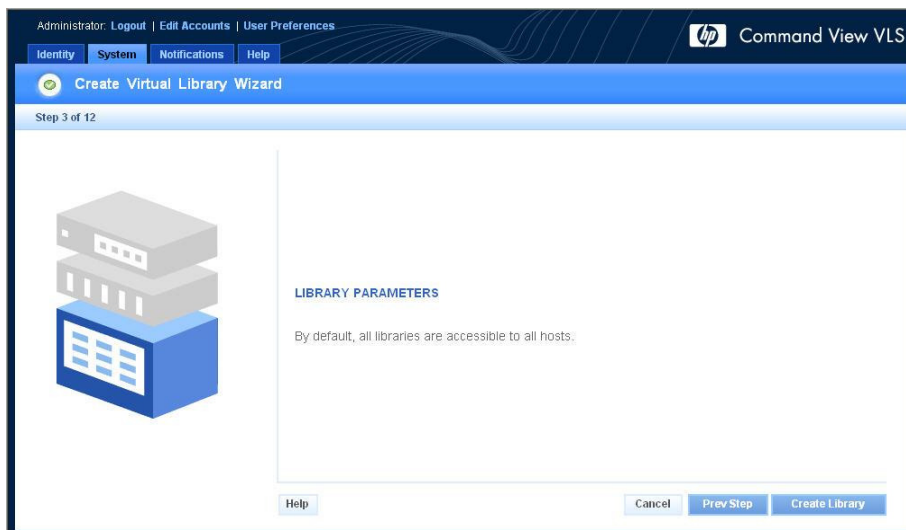 Administrator: Logout | Edit Accounts | User Preferences
hp Command View VLS
Identity System Notifications Help
Create Virtual Library Wizard
Step 3 of 12
LIBRARY PARAMETERS
By default, all libraries are accessible to all hosts.
Help Cancel Prev Step Create Library